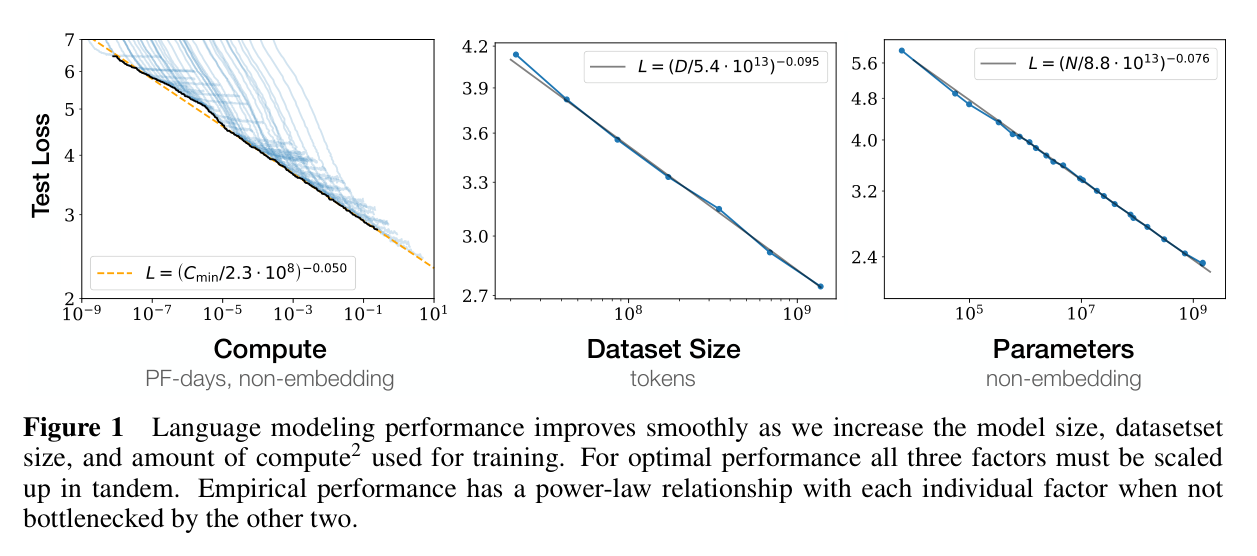 7
6
5
4
3
2
Test Loss
L = (C_min/2.3 · 10^8)^−0.050
10^−9 10^−7 10^−5 10^−3 10^−1 10^1
Compute
PF-days, non-embedding
4.2
3.9
3.6
3.3
3.0
2.7
L = (D/5.4 · 10^13)^−0.095
10^8 10^9
Dataset Size
tokens
5.6
4.8
4.0
3.2
2.4
L = (N/8.8 · 10^13)^−0.076
10^5 10^7 10^9
Parameters
non-embedding
Figure 1 Language modeling performance improves smoothly as we increase the model size, datasetset
size, and amount of compute^2 used for training. For optimal performance all three factors must be scaled
up in tandem. Empirical performance has a power-law relationship with each individual factor when not
bottlenecked by the other two.